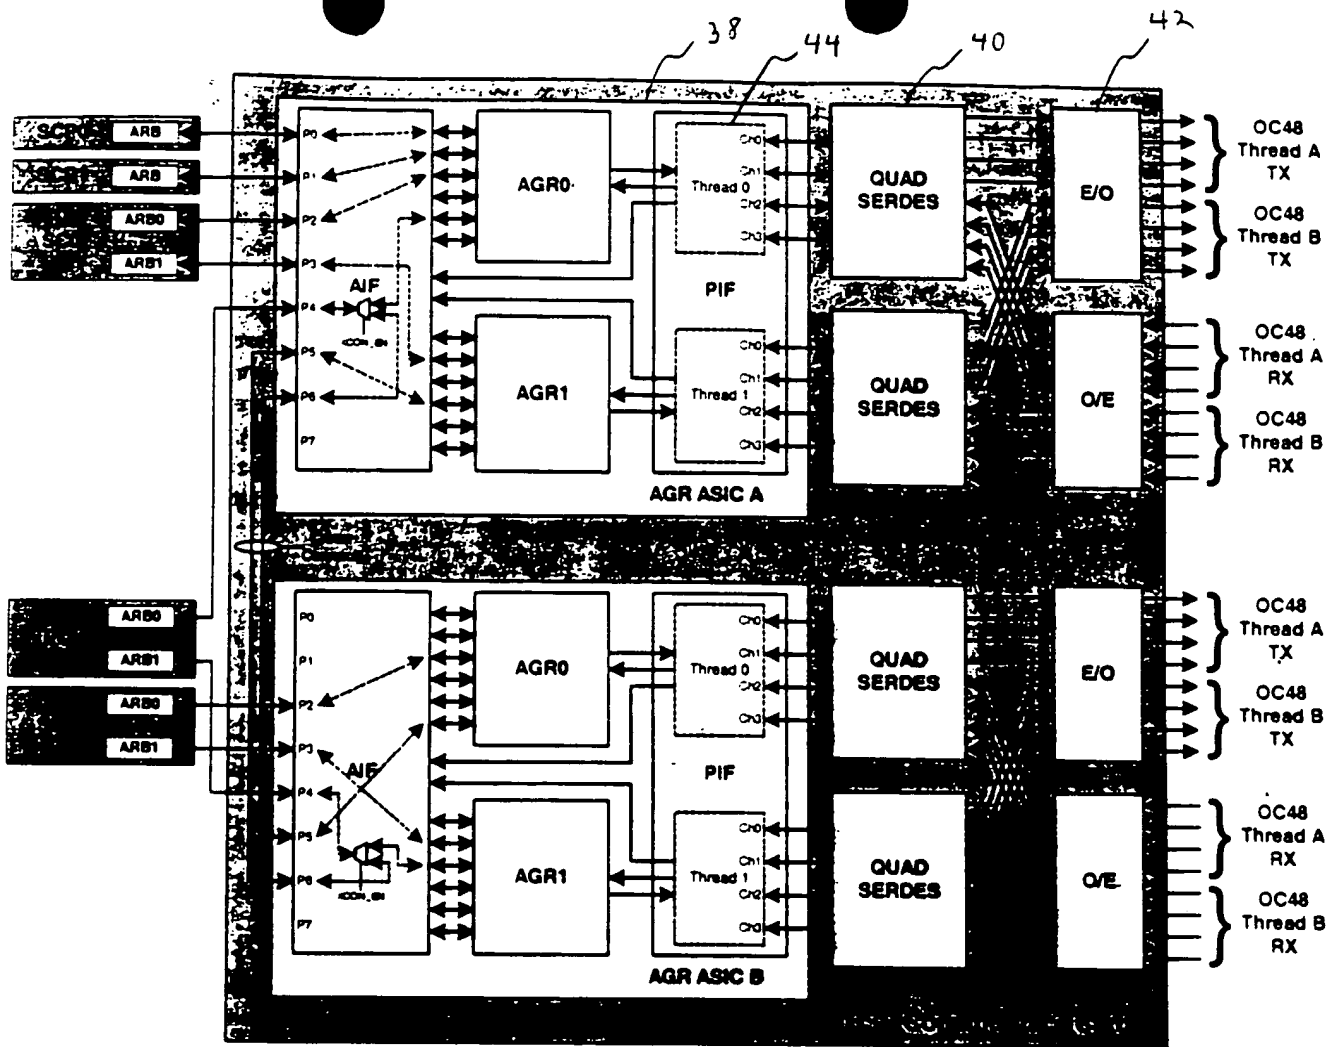 38
44
40
42
ARB
ARB
ARB0
ARB1
P0
P1
P2
P3
P4
P5
P6
P7
AIF
AGR0
AGR1
Ch0
Ch1
Thread 0
Ch2
Ch3
PIF
Ch0
Ch1
Thread 1
Ch2
Ch3
AGR ASIC A
QUAD
SERDES
QUAD
SERDES
E/O
O/E
OC48
Thread A
TX
OC48
Thread B
TX
OC48
Thread A
RX
OC48
Thread B
RX
ARB0
ARB1
ARB0
ARB1
P0
P1
P2
P3
P4
P5
P6
P7
AIF
AGR0
AGR1
Ch0
Ch1
Thread 0
Ch2
Ch3
PIF
Ch0
Ch1
Thread 1
Ch2
Ch3
AGR ASIC B
QUAD
SERDES
QUAD
SERDES
E/O
O/E
OC48
Thread A
TX
OC48
Thread B
TX
OC48
Thread A
RX
OC48
Thread B
RX